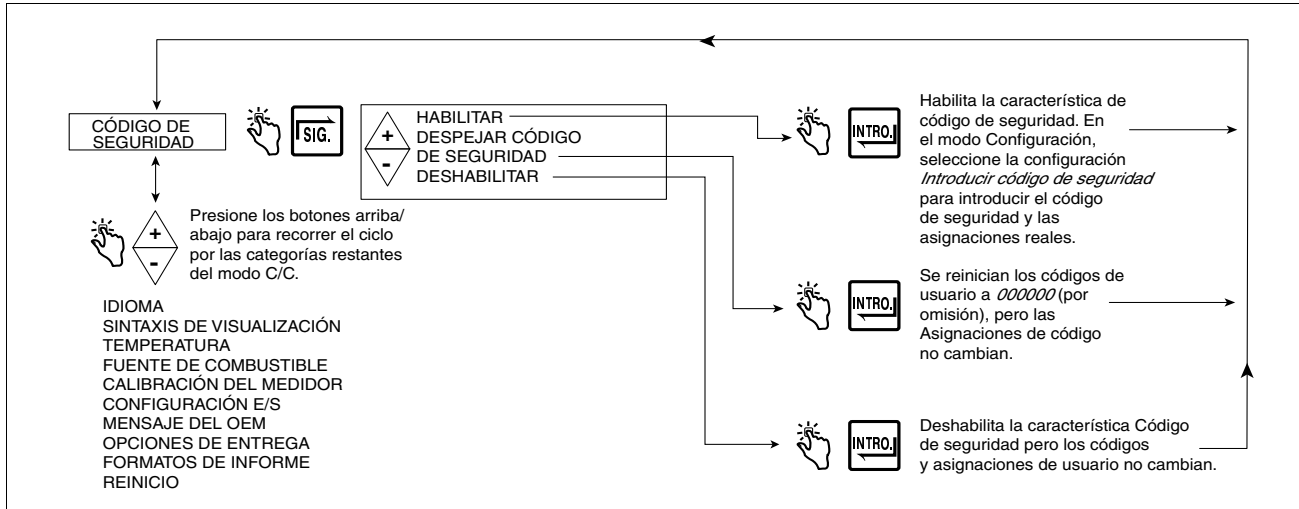 CÓDIGO DE
SEGURIDAD
SIG.
+
-
HABILITAR
DESPEJAR CÓDIGO
DE SEGURIDAD
DESHABILITAR
INTRO.
Habilita la característica de
código de seguridad. En
el modo Configuración,
seleccione la configuración
Introducir código de seguridad
para introducir el código
de seguridad y las
asignaciones reales.
+
-
Presione los botones arriba/
abajo para recorrer el ciclo
por las categorías restantes
del modo C/C.
IDIOMA
SINTAXIS DE VISUALIZACIÓN
TEMPERATURA
FUENTE DE COMBUSTIBLE
CALIBRACIÓN DEL MEDIDOR
CONFIGURACIÓN E/S
MENSAJE DEL OEM
OPCIONES DE ENTREGA
FORMATOS DE INFORME
REINICIO
INTRO.
Se reinician los códigos de
usuario a 000000 (por
omisión), pero las
Asignaciones de código
no cambian.
INTRO.
Deshabilita la característica Código
de seguridad pero los códigos
y asignaciones de usuario no cambian.